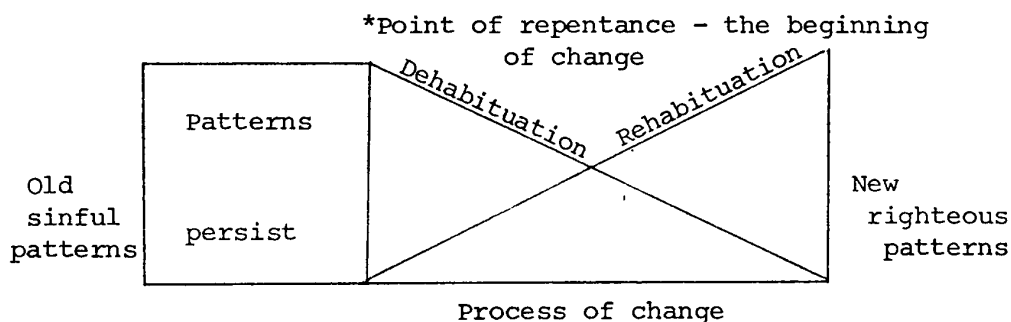 *Point of repentance - the beginning
of change
Dehabituation
Rehabituation
Patterns
persist
Old
sinful
patterns
New
righteous
patterns
Process of change